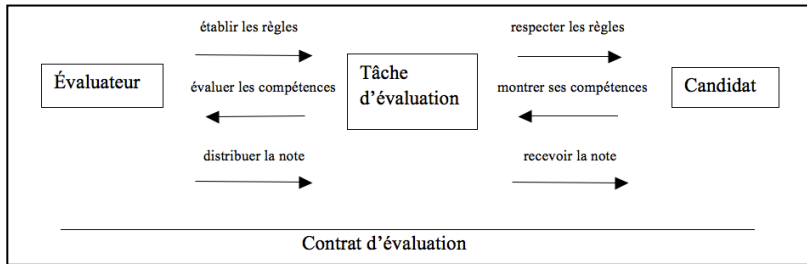 établir les règles
respecter les règles
Évaluateur
évaluer les compétences
Tâche
d'évaluation
montrer ses compétences
Candidat
distribuer la note
recevoir la note
Contrat d'évaluation